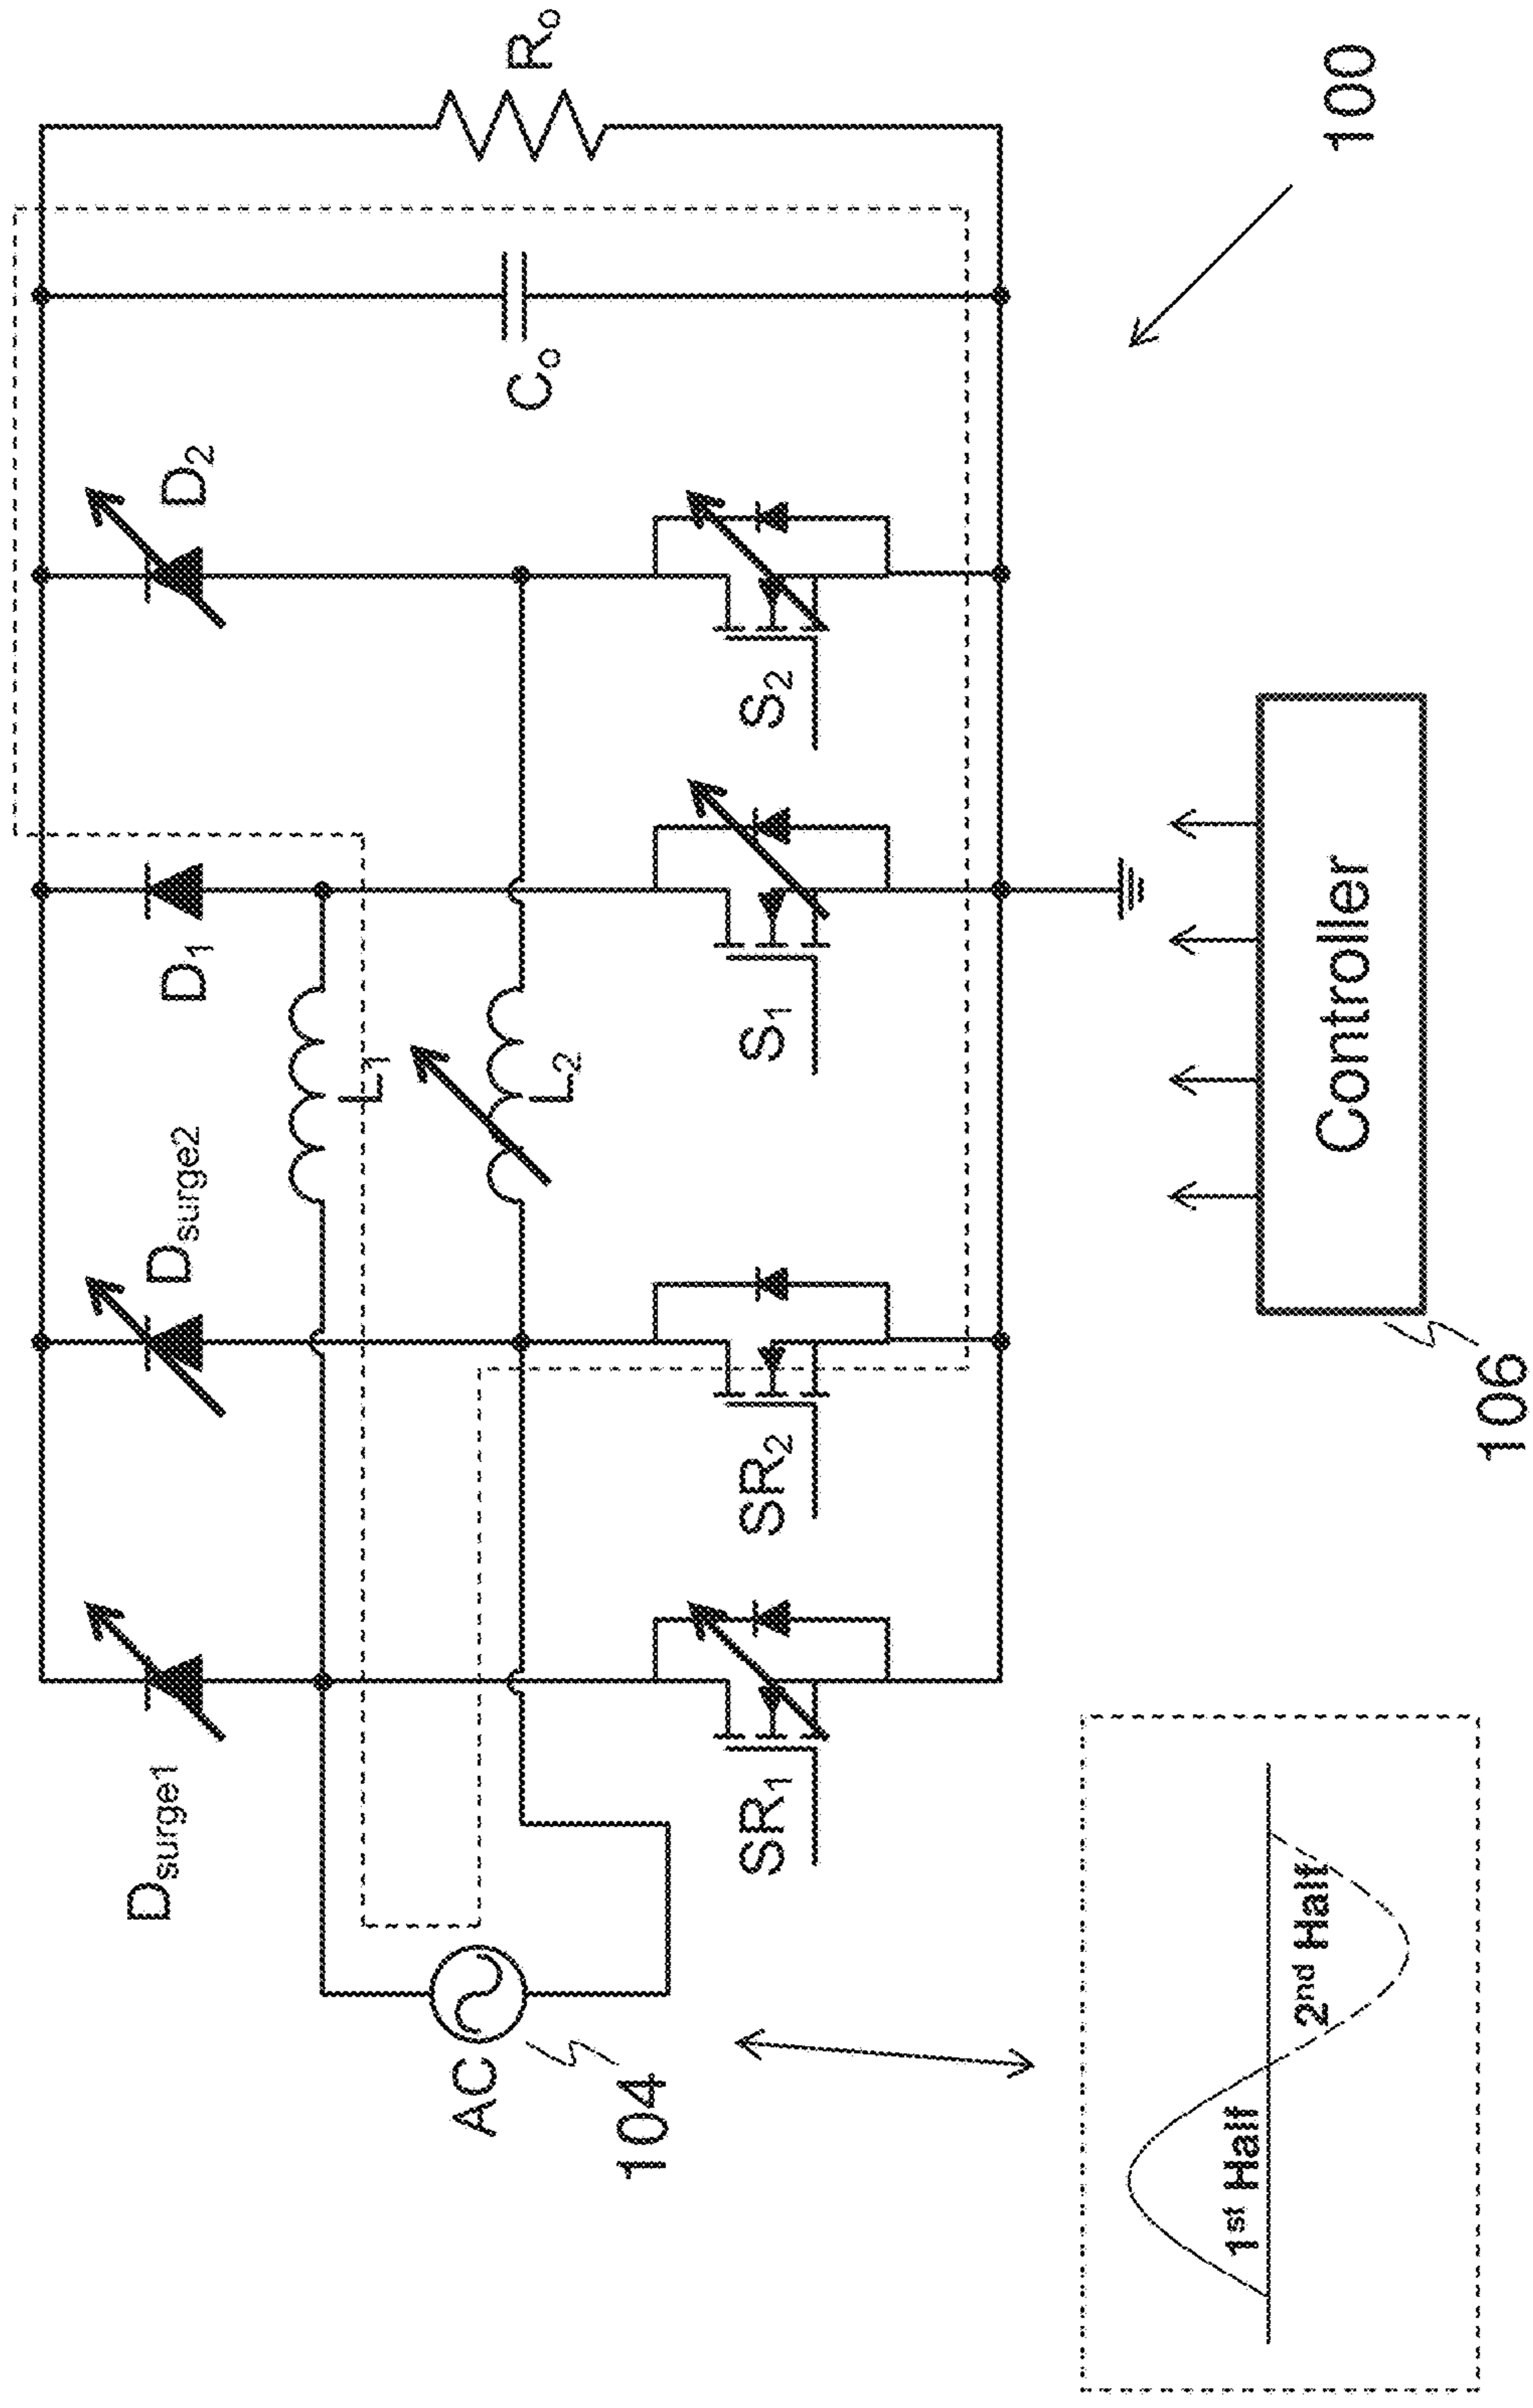 D₁
D₂
Dsurge1
Dsurge2
L₁
L₂
AC
104
Cₒ
Rₒ
SR₁
SR₂
S₁
S₂
1st Half
2nd Half
Controller
106
100